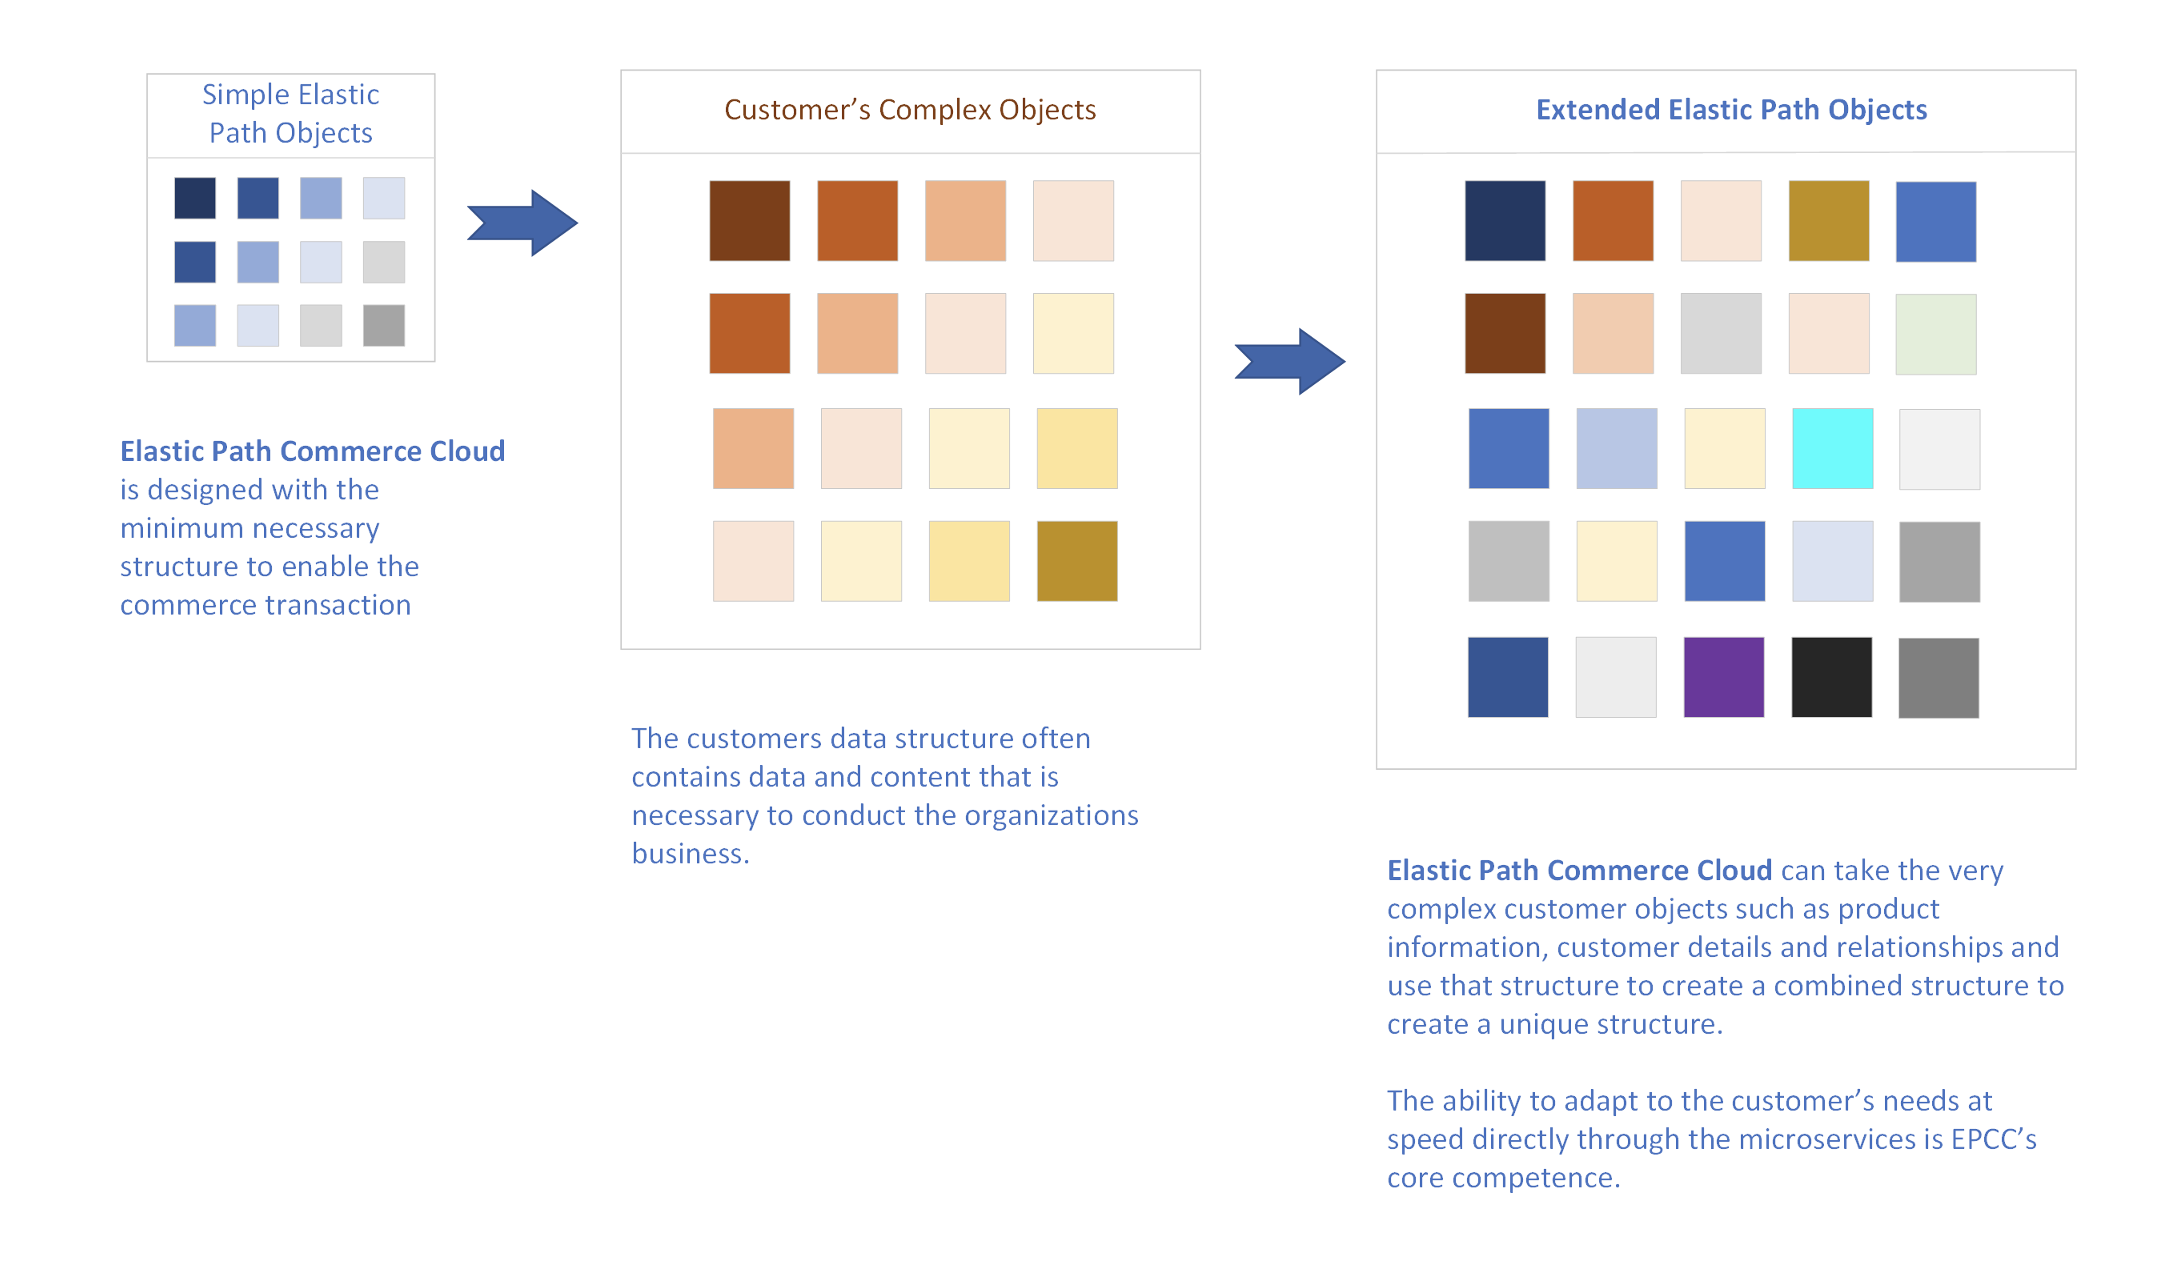 Simple Elastic
Path Objects
Customer’s Complex Objects
Extended Elastic Path Objects
Elastic Path Commerce Cloud
is designed with the
minimum necessary
structure to enable the
commerce transaction
The customers data structure often
contains data and content that is
necessary to conduct the organizations
business.
Elastic Path Commerce Cloud can take the very
complex customer objects such as product
information, customer details and relationships and
use that structure to create a combined structure to
create a unique structure.
The ability to adapt to the customer’s needs at
speed directly through the microservices is EPCC’s
core competence.